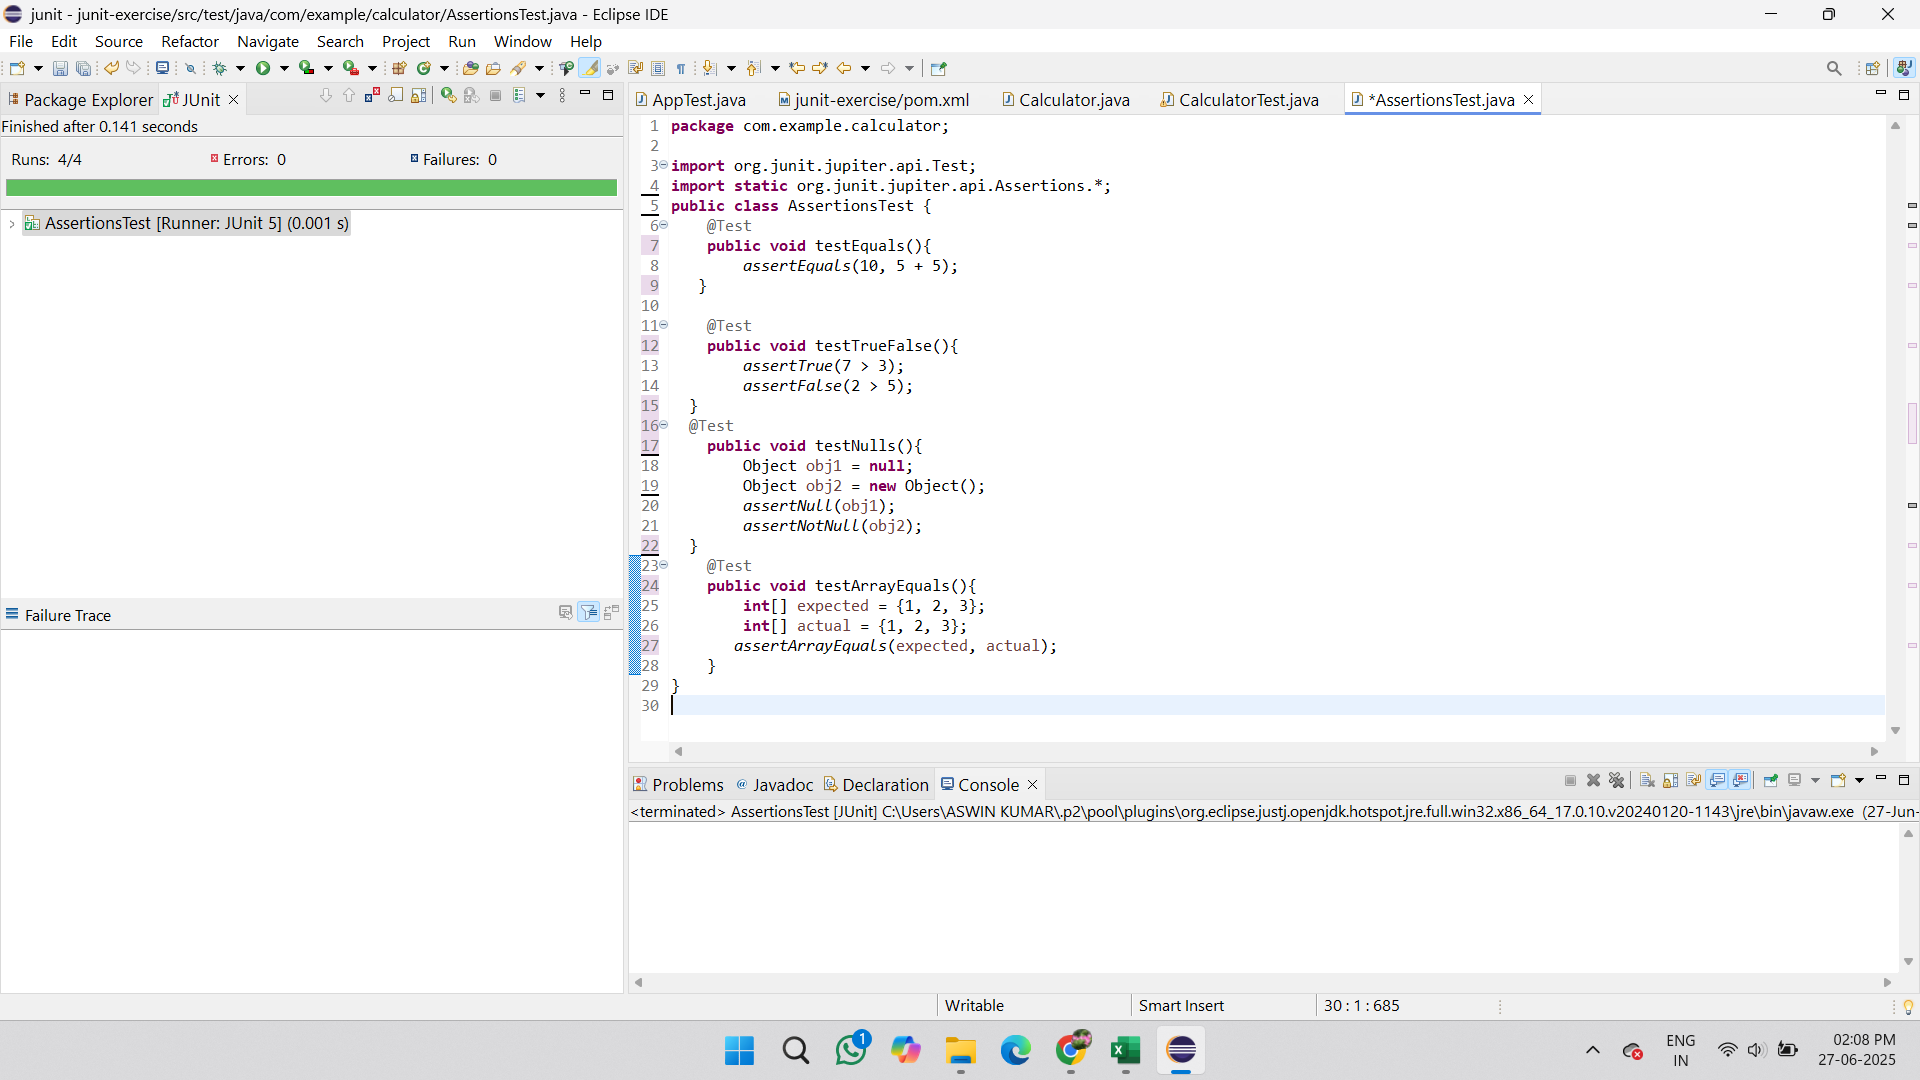 junit - junit-exercise/src/test/java/com/example/calculator/AssertionsTest.java - Eclipse IDE
File Edit Source Refactor Navigate Search Project Run Window Help
Package Explorer JUnit
Finished after 0.141 seconds
Runs: 4/4 Errors: 0 Failures: 0
AssertionsTest [Runner: JUnit 5] (0.001 s)
Failure Trace
AppTest.java junit-exercise/pom.xml Calculator.java CalculatorTest.java *AssertionsTest.java
1 package com.example.calculator;
2
3 import org.junit.jupiter.api.Test;
4 import static org.junit.jupiter.api.Assertions.*;
5 public class AssertionsTest {
6 @Test
7 public void testEquals(){
8 assertEquals(10, 5 + 5);
9 }
10
11 @Test
12 public void testTrueFalse(){
13 assertTrue(7 > 3);
14 assertFalse(2 > 5);
15 }
16 @Test
17 public void testNulls(){
18 Object obj1 = null;
19 Object obj2 = new Object();
20 assertNull(obj1);
21 assertNotNull(obj2);
22 }
23 @Test
24 public void testArrayEquals(){
25 int[] expected = {1, 2, 3};
26 int[] actual = {1, 2, 3};
27 assertArrayEquals(expected, actual);
28 }
29 }
30
Problems @ Javadoc Declaration Console
<terminated> AssertionsTest [JUnit] C:\Users\ASWIN KUMAR\.p2\pool\plugins\org.eclipse.justj.openjdk.hotspot.jre.full.win32.x86_64_17.0.10.v20240120-1143\jre\bin\javaw.exe (27-Jun-
Writable Smart Insert 30 : 1 : 685
1
ENG
IN
02:08 PM
27-06-2025